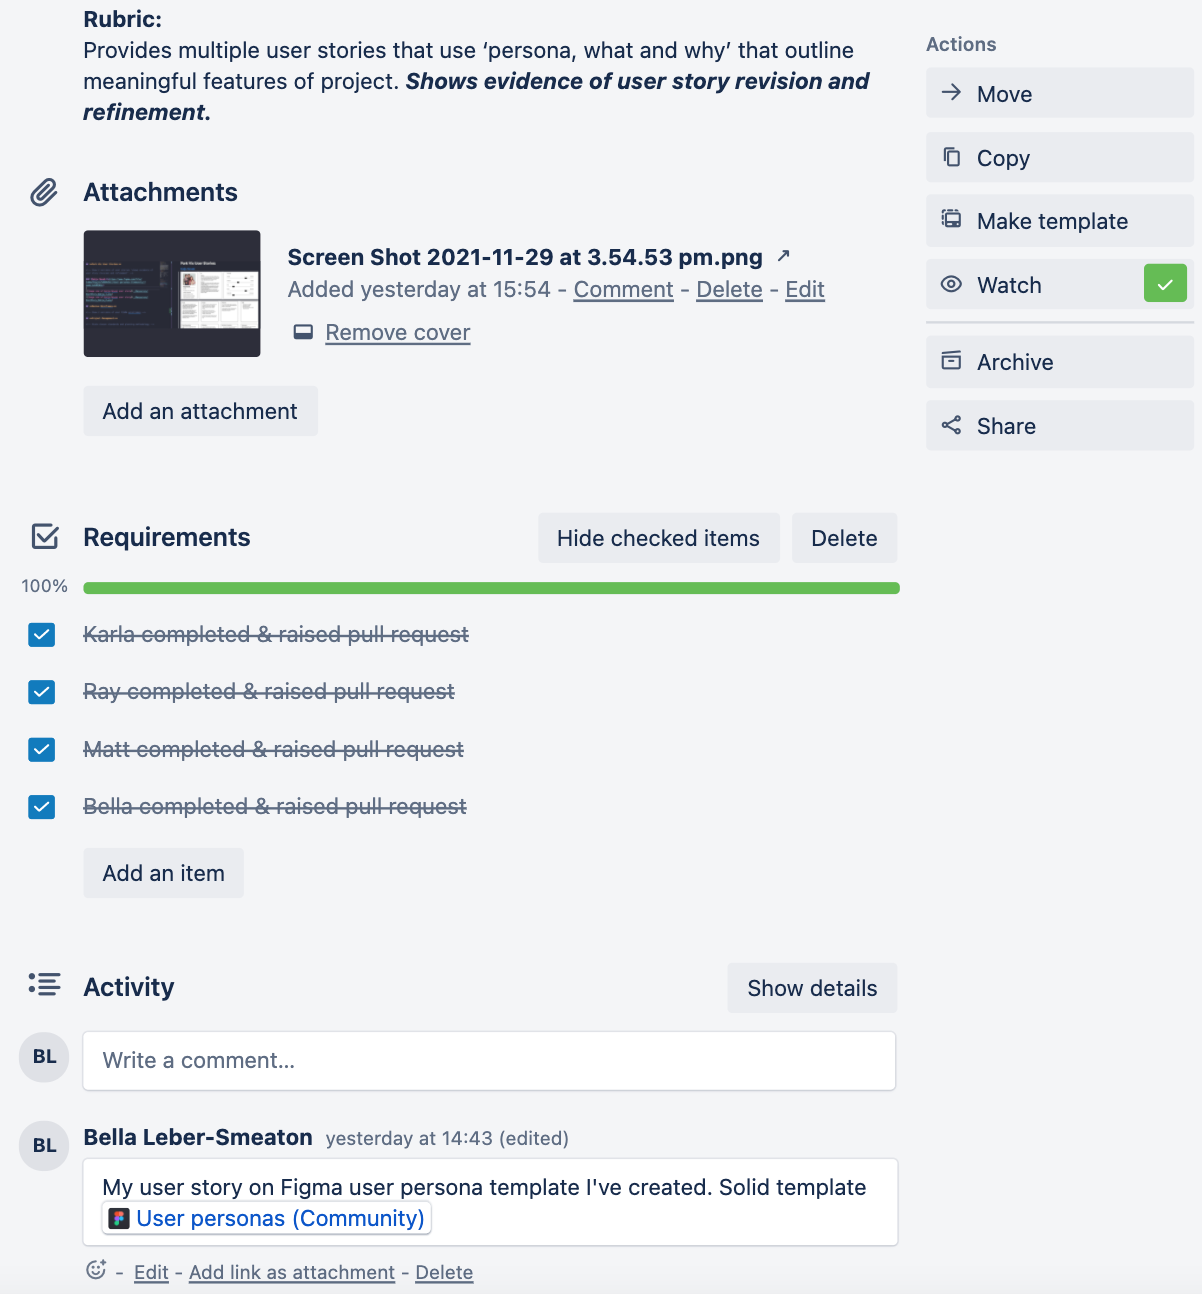 Rubric:
Provides multiple user stories that use ‘persona, what and why’ that outline
meaningful features of project. Shows evidence of user story revision and
refinement.
Attachments
Screen Shot 2021-11-29 at 3.54.53 pm.png
Added yesterday at 15:54 - Comment - Delete - Edit
Remove cover
Add an attachment
Requirements
Hide checked items
Delete
100%
Karla completed & raised pull request
Ray completed & raised pull request
Matt completed & raised pull request
Bella completed & raised pull request
Add an item
Activity
Show details
BL
Write a comment...
BL
Bella Leber-Smeaton yesterday at 14:43 (edited)
My user story on Figma user persona template I've created. Solid template
User personas (Community)
- Edit - Add link as attachment - Delete
Actions
Move
Copy
Make template
Watch
Archive
Share